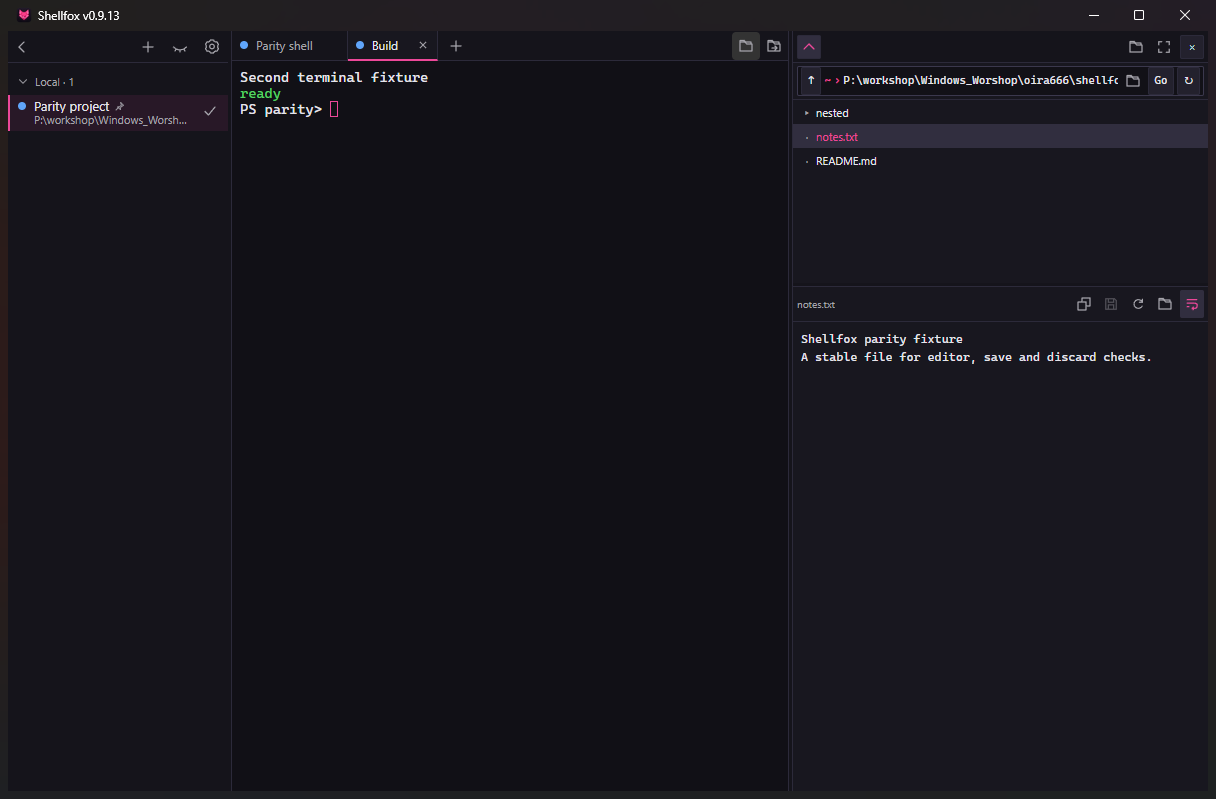 Shellfox v0.9.13
Parity shell
Build
Local · 1
Parity project
P:\workshop\Windows_Worsh...
Second terminal fixture
ready
PS parity>
~ › P:\workshop\Windows_Worshop\oira666\shellfo
Go
nested
notes.txt
README.md
notes.txt
Shellfox parity fixture
A stable file for editor, save and discard checks.